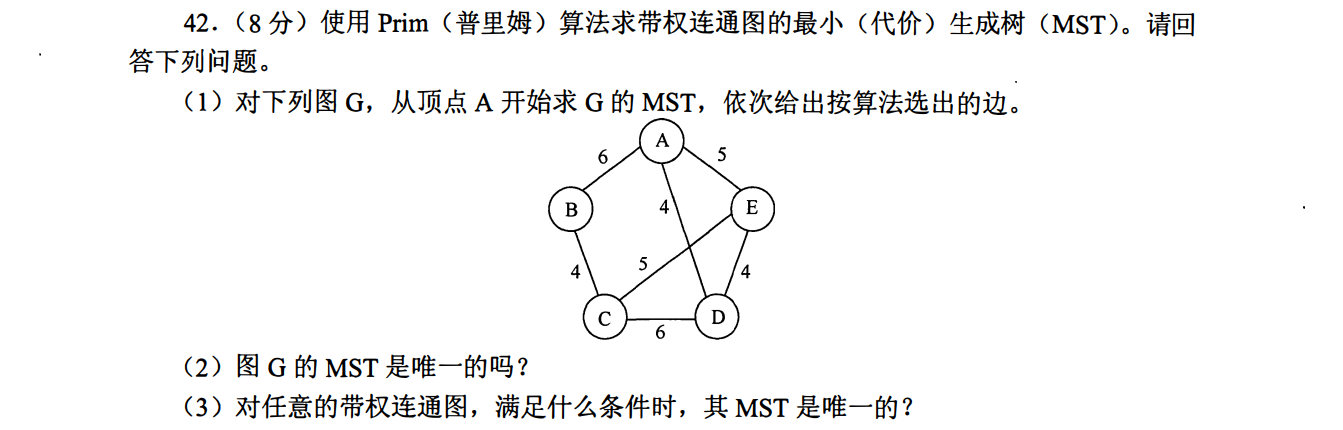 42.（8 分）使用 Prim（普里姆）算法求带权连通图的最小（代价）生成树（MST）。请回
答下列问题。
（1）对下列图 G，从顶点 A 开始求 G 的 MST，依次给出按算法选出的边。
A
6
5
B
4
E
4
5
4
C
D
6
（2）图 G 的 MST 是唯一的吗？
（3）对任意的带权连通图，满足什么条件时，其 MST 是唯一的？